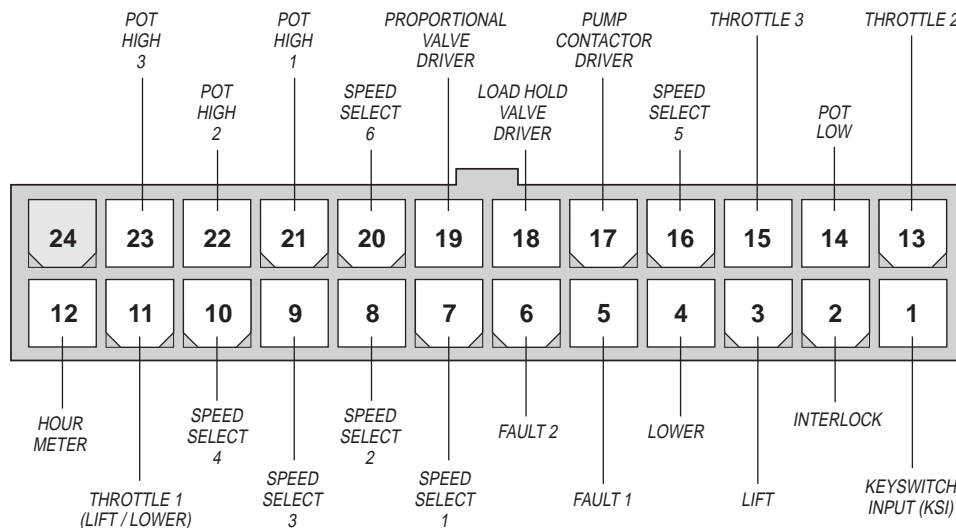 POT
HIGH
3
POT
HIGH
2
POT
HIGH
1
SPEED
SELECT
6
PROPORTIONAL
VALVE
DRIVER
LOAD HOLD
VALVE
DRIVER
PUMP
CONTACTOR
DRIVER
SPEED
SELECT
5
THROTTLE 3
POT
LOW
THROTTLE 2
24 23 22 21 20 19 18 17 16 15 14 13
12 11 10 9 8 7 6 5 4 3 2 1
HOUR
METER
THROTTLE 1
(LIFT / LOWER)
SPEED
SELECT
4
SPEED
SELECT
3
SPEED
SELECT
2
SPEED
SELECT
1
FAULT 2
FAULT 1
LOWER
LIFT
INTERLOCK
KEYSWITCH
INPUT (KSI)